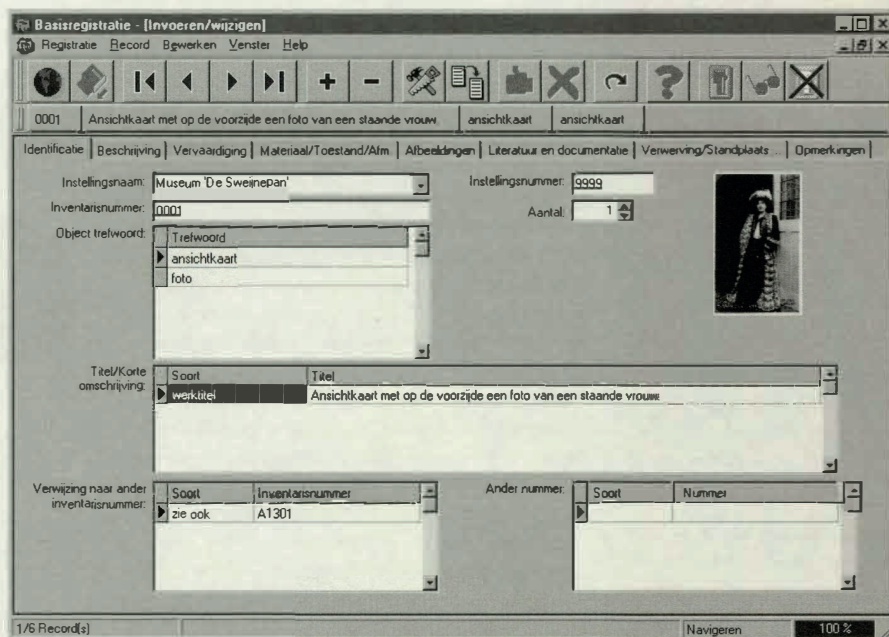 Basisregistratie - [Invoeren/wijzigen]
Registratie Record Bewerken Venster Help
0001 Ansichtkaart met op de voorzijde een foto van een staande vrouw. ansichtkaart ansichtkaart
Identificatie Beschrijving Vervaardiging Materiaal/Toestand/Afm. Afbeeldingen Literatuur en documentatie Verwerving/Standplaats... Opmerkingen
Instellingsnaam: Museum 'De Sweijnepan' Instellingsnummer: 9999
Inventarisnummer: 0001 Aantal: 1
Object trefwoord: Trefwoord
ansichtkaart
foto
Titel/Korte omschrijving: Soort Titel
werktitel Ansichtkaart met op de voorzijde een foto van een staande vrouw.
Verwijzing naar ander inventarisnummer: Soort Inventarisnummer Ander nummer: Soort Nummer
zie ook A1301
1/6 Record(s) Navigeren 100 %